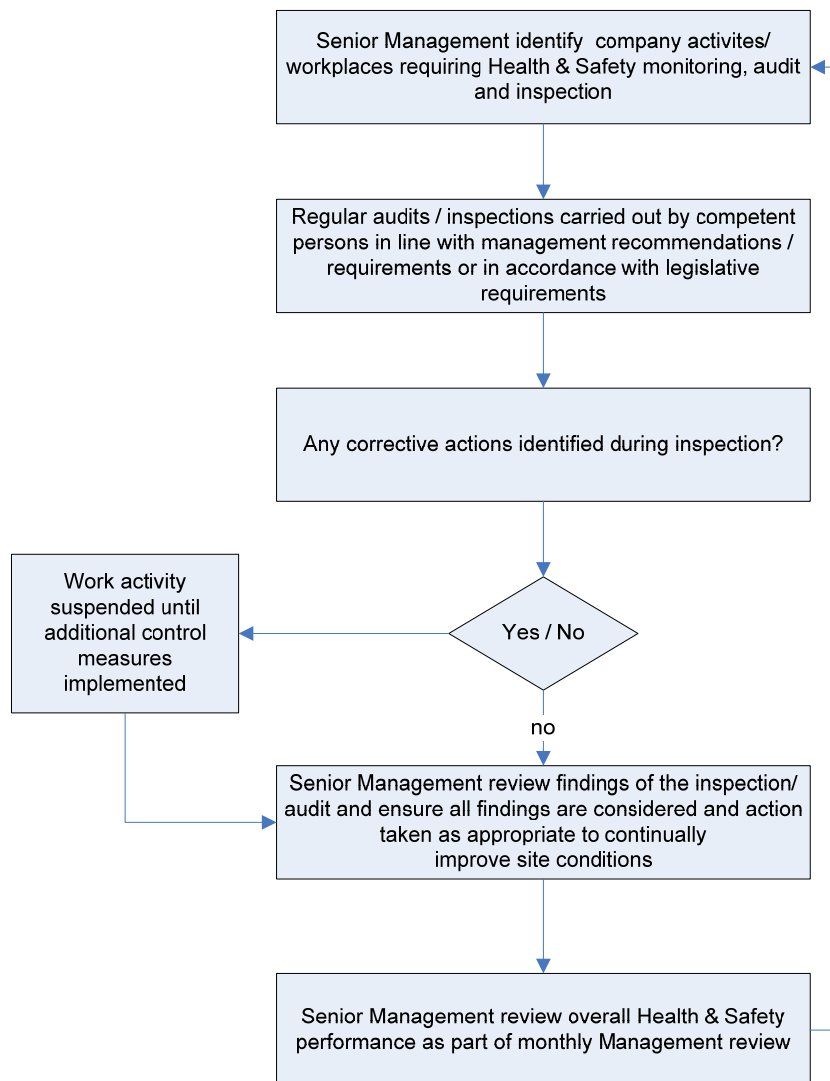 Senior Management identify company activites/
workplaces requiring Health & Safety monitoring, audit
and inspection
Regular audits / inspections carried out by competent
persons in line with management recommendations /
requirements or in accordance with legislative
requirements
Any corrective actions identified during inspection?
Yes / No
Work activity
suspended until
additional control
measures
implemented
no
Senior Management review findings of the inspection/
audit and ensure all findings are considered and action
taken as appropriate to continually
improve site conditions
Senior Management review overall Health & Safety
performance as part of monthly Management review